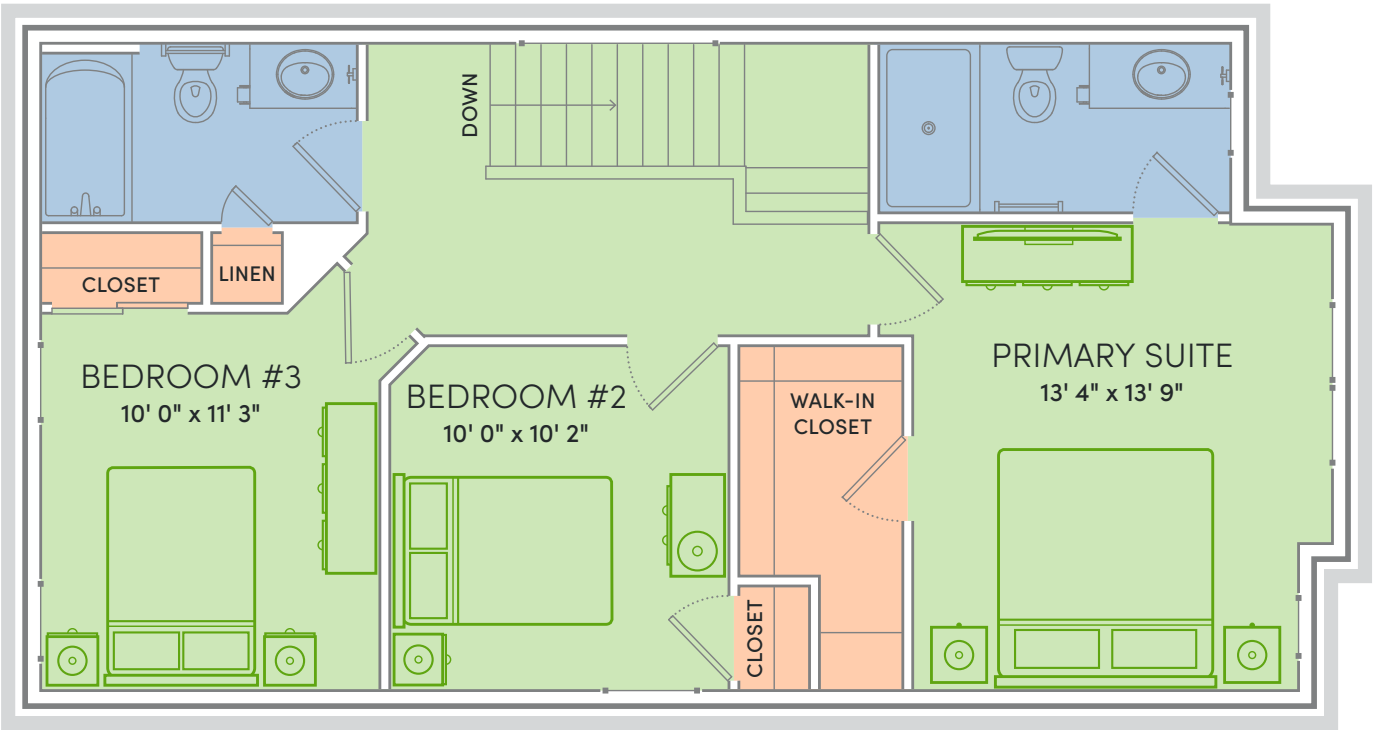 DOWN
CLOSET
LINEN
BEDROOM #3
10' 0" x 11' 3"
BEDROOM #2
10' 0" x 10' 2"
WALK-IN
CLOSET
PRIMARY SUITE
13' 4" x 13' 9"
CLOSET